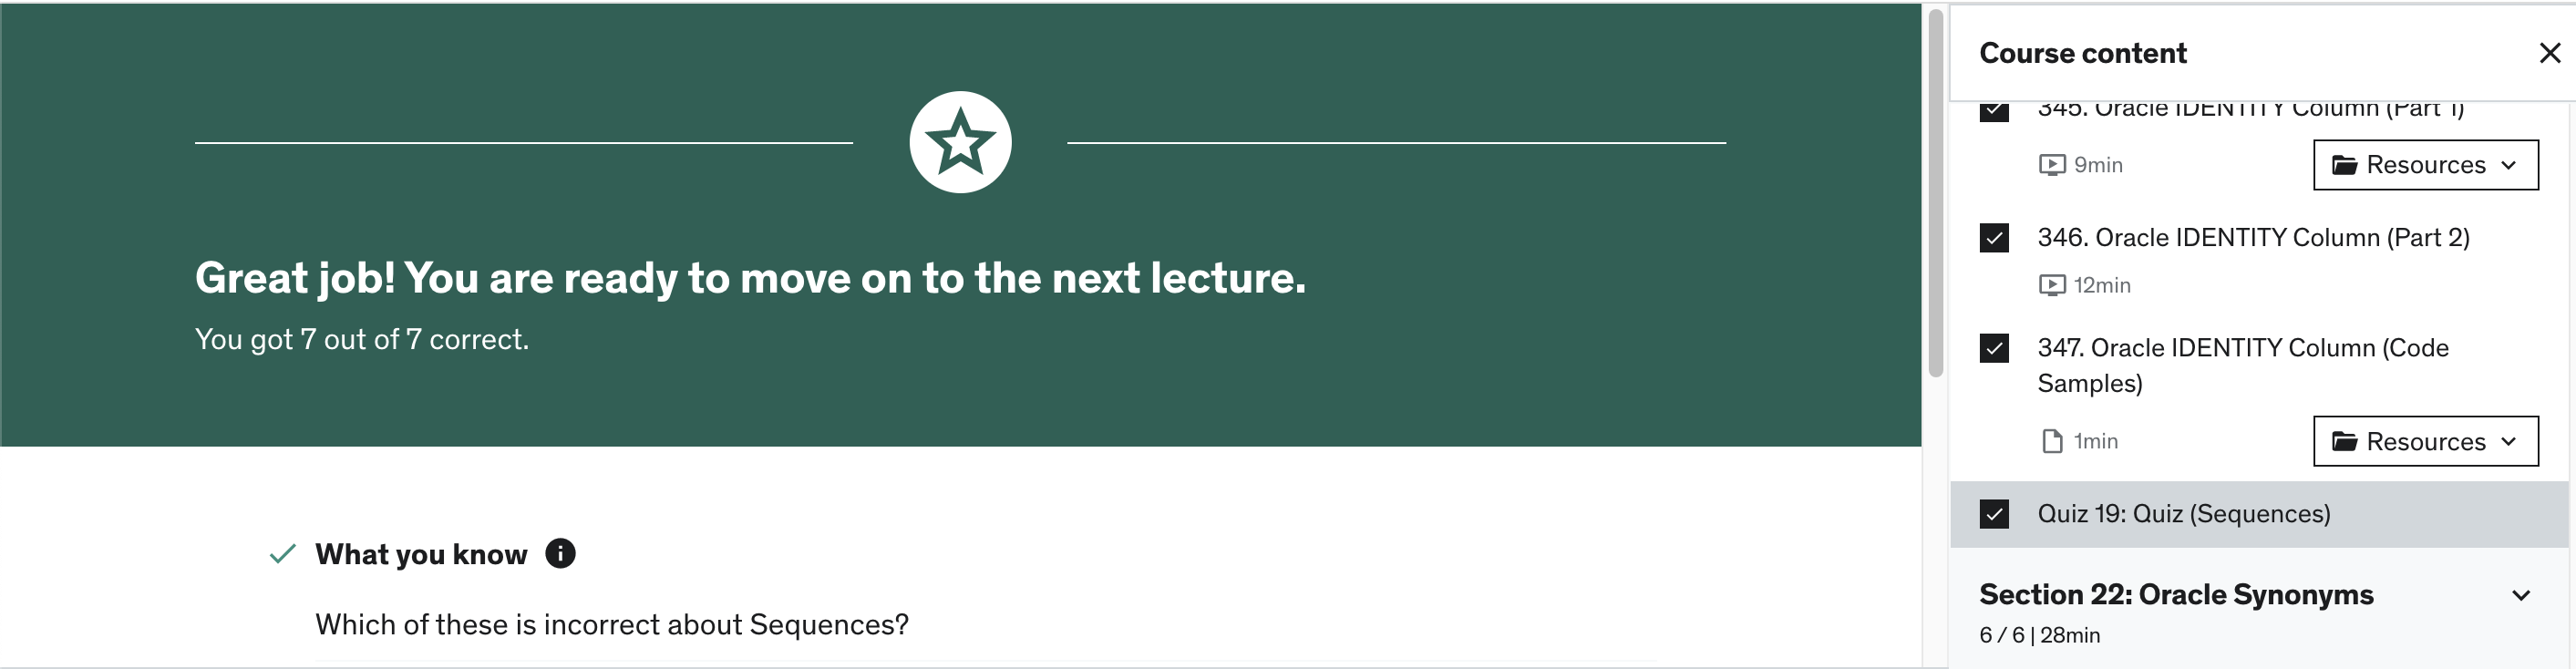 Great job! You are ready to move on to the next lecture.
You got 7 out of 7 correct.
What you know
Which of these is incorrect about Sequences?
Course content
345. Oracle IDENTITY Column (Part 1)
9min
Resources
346. Oracle IDENTITY Column (Part 2)
12min
347. Oracle IDENTITY Column (Code
Samples)
1min
Resources
Quiz 19: Quiz (Sequences)
Section 22: Oracle Synonyms
6 / 6 | 28min